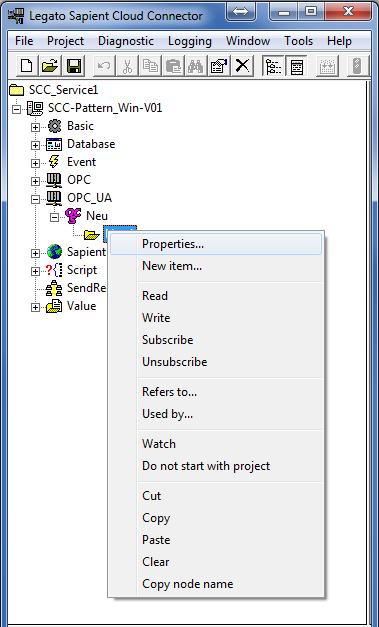 Legato Sapient Cloud Connector
File Project Diagnostic Logging Window Tools Help
SCC_Service1
SCC-Pattern_Win-V01
Basic
Database
Event
OPC
OPC_UA
Neu
Sapient
Script
SendRe
Value
Properties...
New item...
Read
Write
Subscribe
Unsubscribe
Refers to...
Used by...
Watch
Do not start with project
Cut
Copy
Paste
Clear
Copy node name